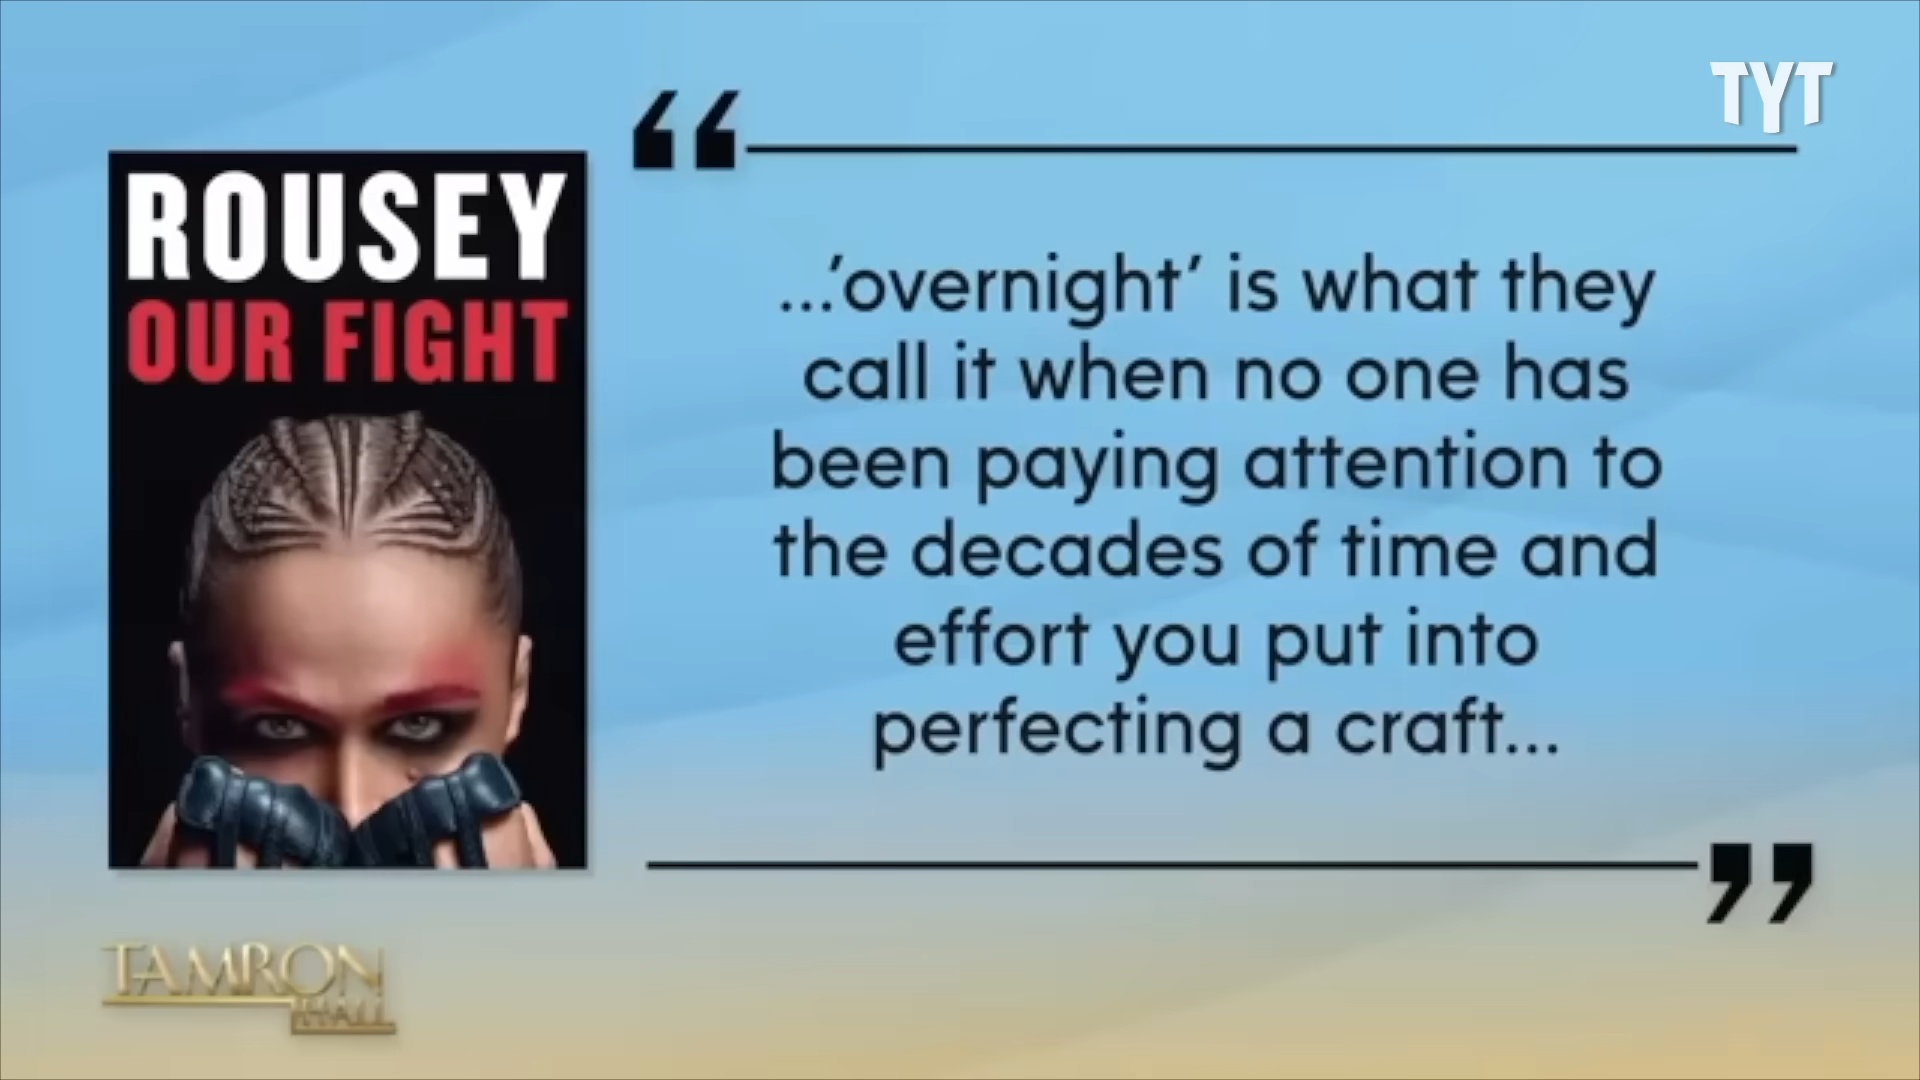 TYT
ROUSEY
OUR FIGHT
“
...’overnight’ is what they
call it when no one has
been paying attention to
the decades of time and
effort you put into
perfecting a craft...
”
TAMRON
HALL